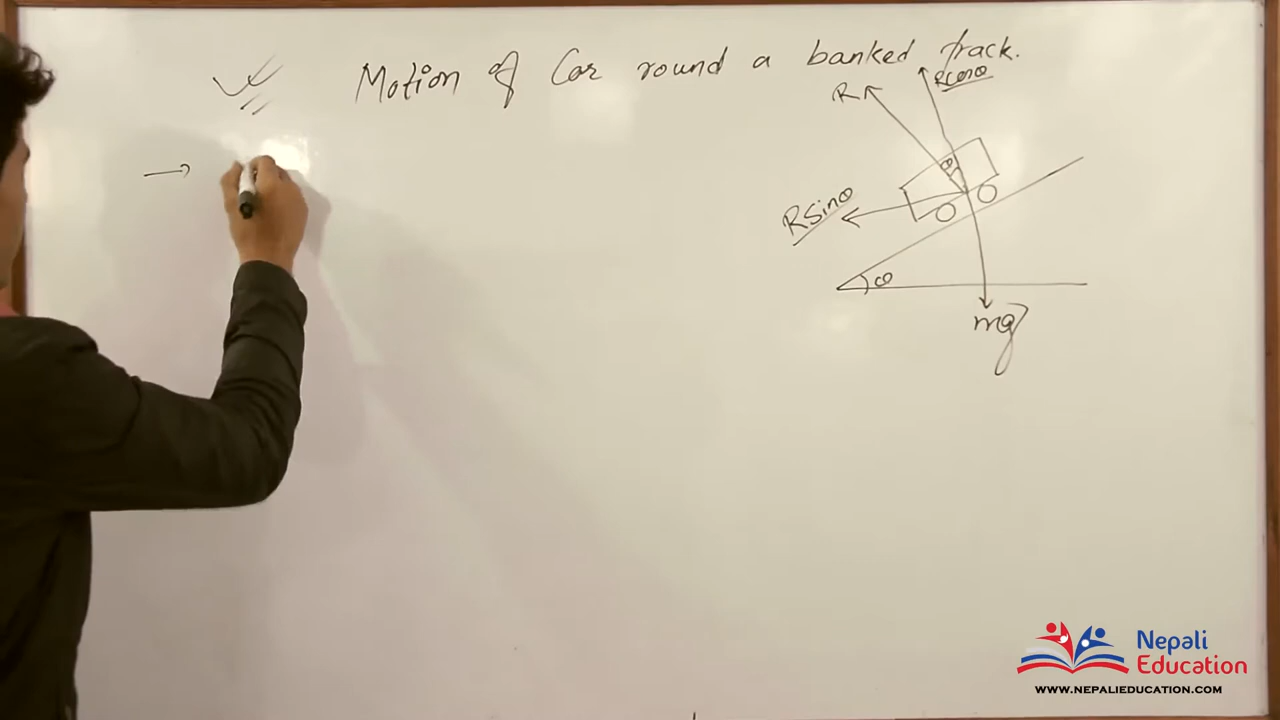 Motion of Car round a banked track.
R
Rcosθ
θ
Rsinθ
θ
mg
Nepali
Education
WWW.NEPALIEDUCATION.COM